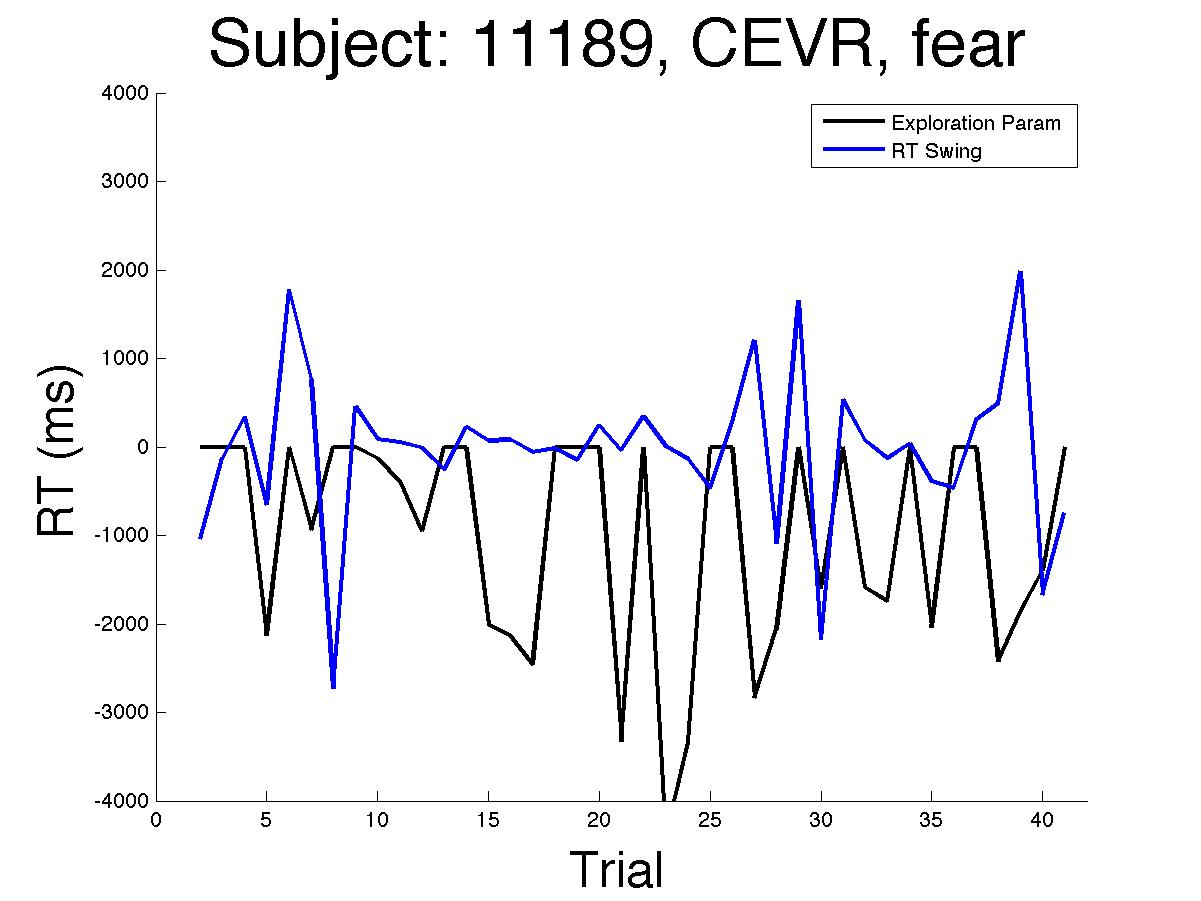 Subject: 11189, CEVR, fear
4000
3000
2000
1000
0
-1000
-2000
-3000
-4000
RT (ms)
Exploration Param
RT Swing
0 5 10 15 20 25 30 35 40
Trial